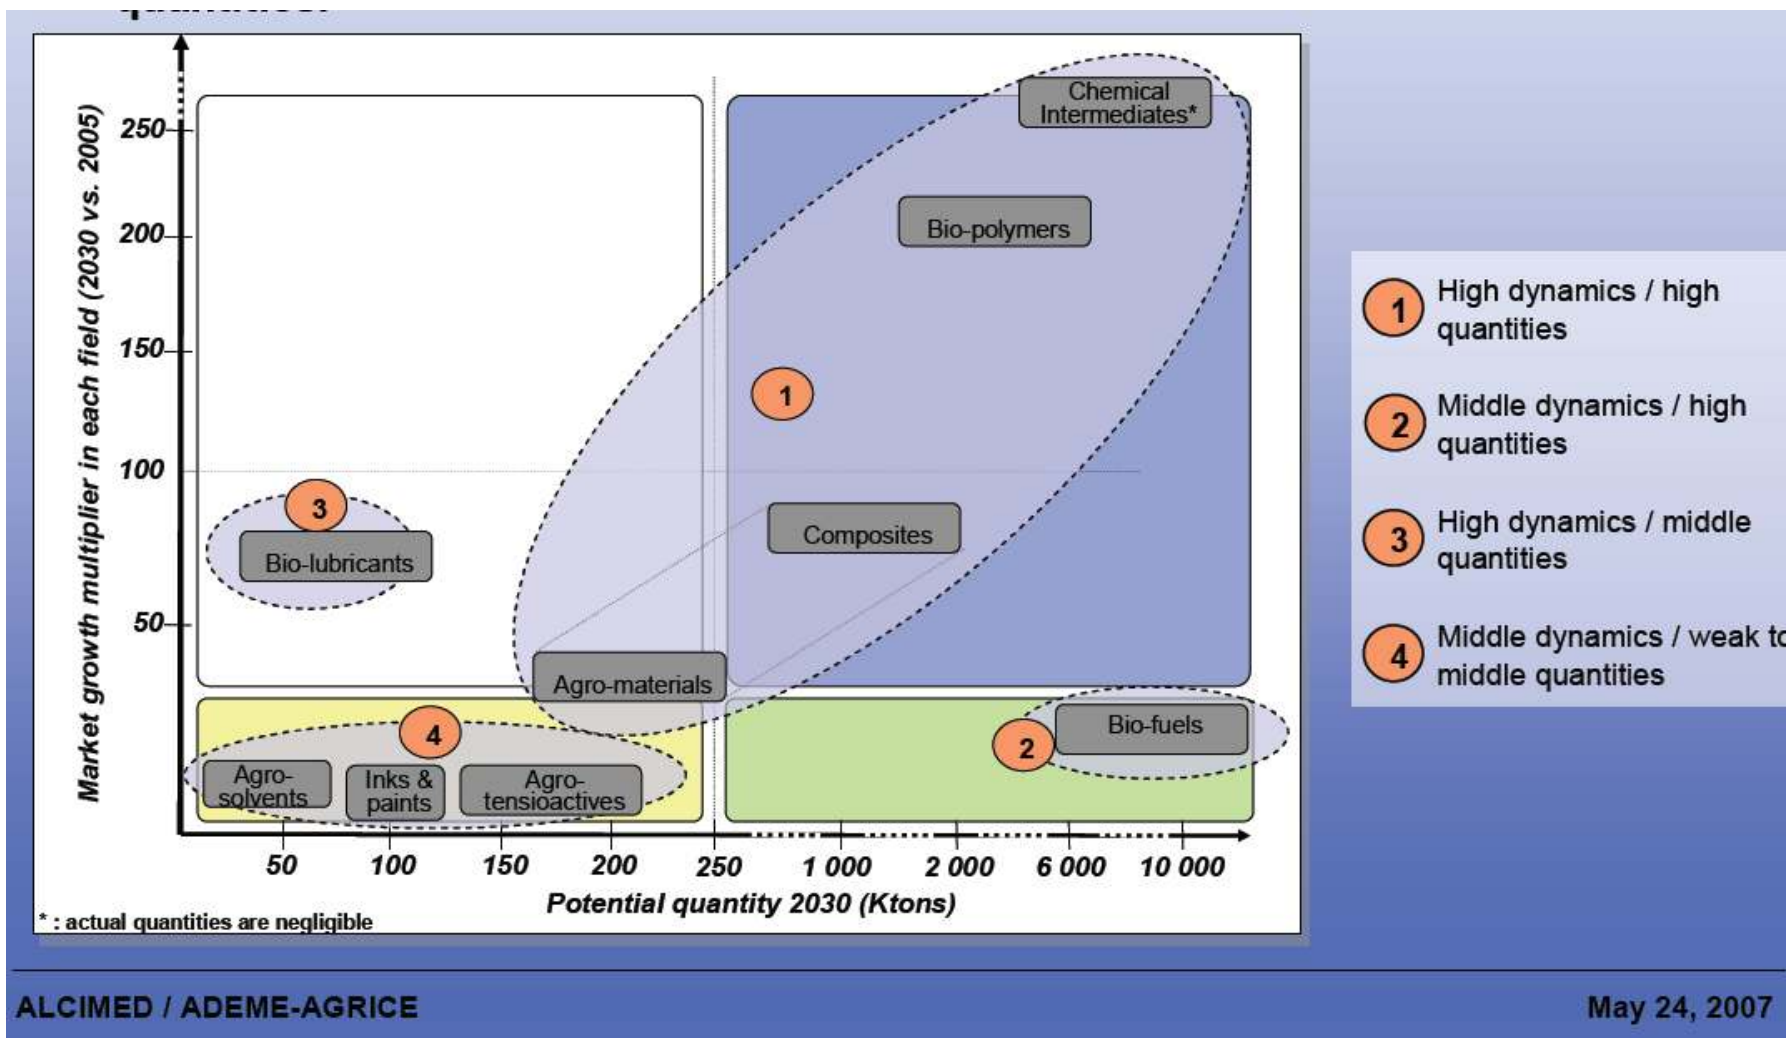 quantities.
Market growth multiplier in each field (2030 vs. 2005)
250
200
150
100
50
Chemical
Intermediates*
Bio-polymers
1
Composites
3
Bio-lubricants
Agro-materials
4
Agro-
solvents
Inks &
paints
Agro-
tensioactives
2
Bio-fuels
50
100
150
200
250
1 000
2 000
6 000
10 000
Potential quantity 2030 (Ktons)
* : actual quantities are negligible
1
High dynamics / high
quantities
2
Middle dynamics / high
quantities
3
High dynamics / middle
quantities
4
Middle dynamics / weak to
middle quantities
ALCIMED / ADEME-AGRICE
May 24, 2007